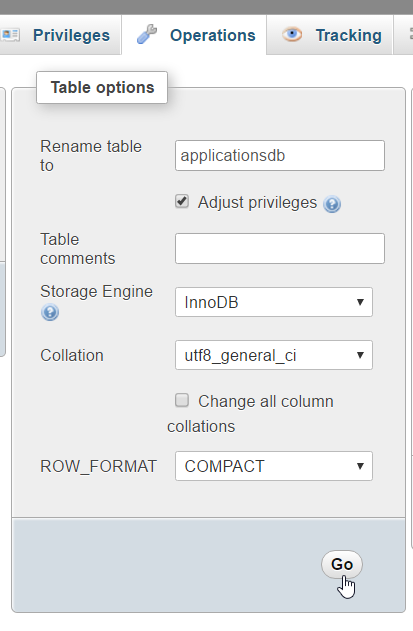 Privileges Operations Tracking
Table options
Rename table
to
applicationsdb
Adjust privileges
Table
comments
Storage Engine
InnoDB
Collation
utf8_general_ci
Change all column
collations
ROW_FORMAT
COMPACT
Go